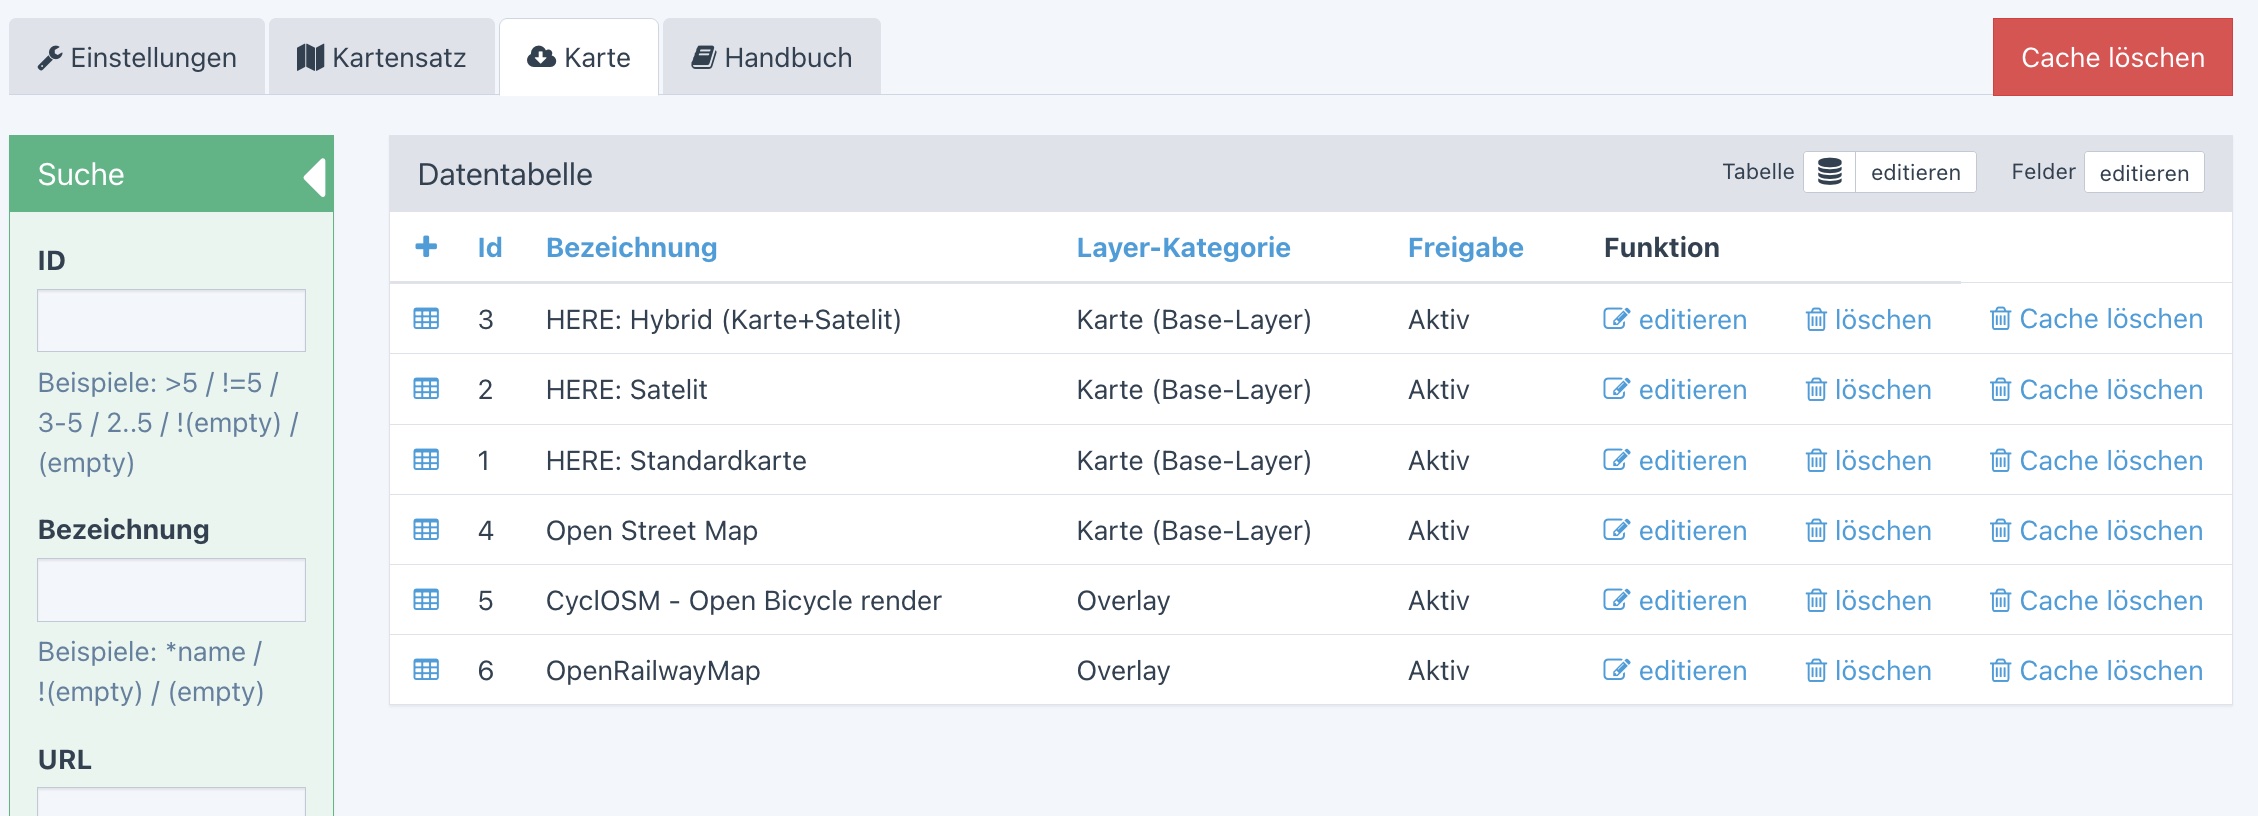 Einstellungen Kartensatz Karte Handbuch Cache löschen
Suche
ID
Beispiele: >5 / !=5 /
3-5 / 2..5 / !(empty) /
(empty)
Bezeichnung
Beispiele: *name /
!(empty) / (empty)
URL
Datentabelle Tabelle editieren Felder editieren
Id Bezeichnung Layer-Kategorie Freigabe Funktion
3 HERE: Hybrid (Karte+Satelit) Karte (Base-Layer) Aktiv editieren löschen Cache löschen
2 HERE: Satelit Karte (Base-Layer) Aktiv editieren löschen Cache löschen
1 HERE: Standardkarte Karte (Base-Layer) Aktiv editieren löschen Cache löschen
4 Open Street Map Karte (Base-Layer) Aktiv editieren löschen Cache löschen
5 CyclOSM - Open Bicycle render Overlay Aktiv editieren löschen Cache löschen
6 OpenRailwayMap Overlay Aktiv editieren löschen Cache löschen